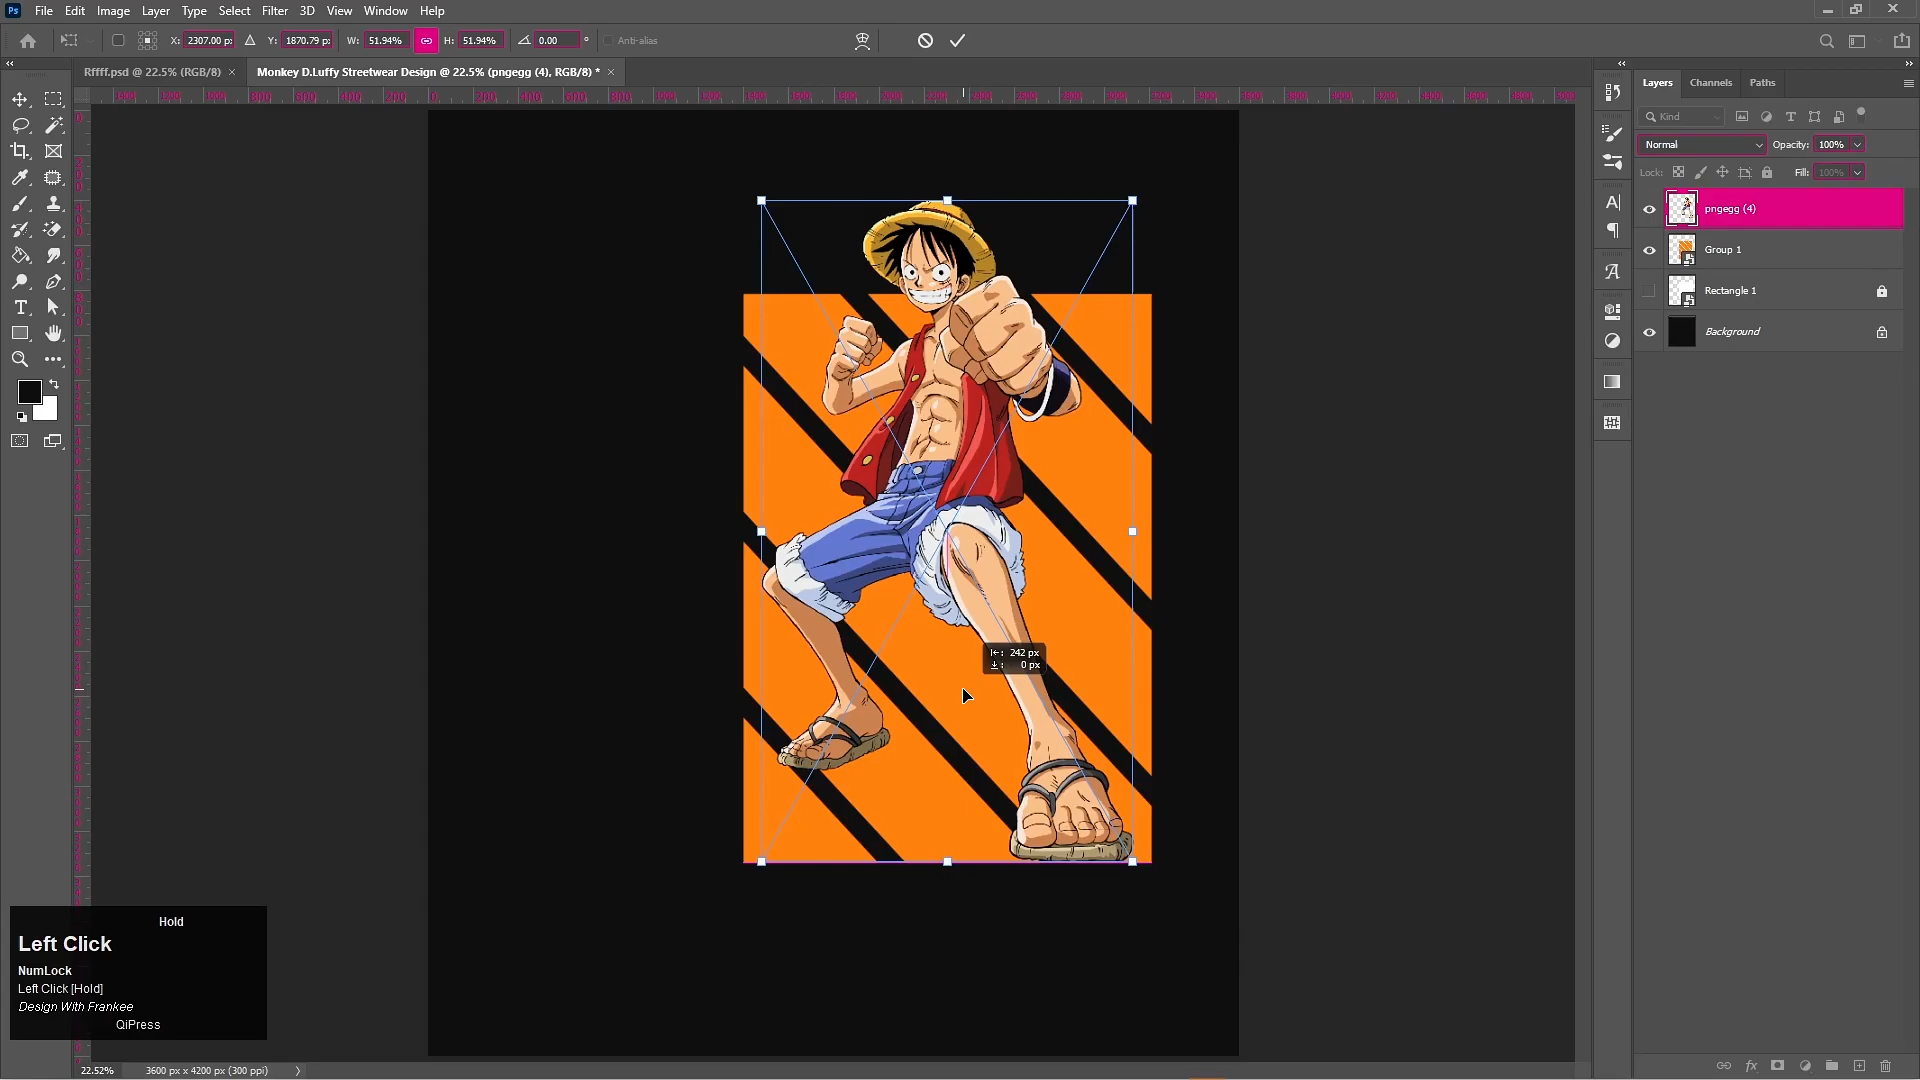 Ps File Edit Image Layer Type Select Filter 3D View Window Help
X: 2307.00 px Y: 1870.79 px W: 51.94% H: 51.94% 0.00 ° Anti-alias
Rffff.psd @ 22.5% (RGB/8) × Monkey D.Luffy Streetwear Design @ 22.5% (pngegg (4), RGB/8) * ×
Layers Channels Paths
Kind
Normal Opacity: 100%
Lock: Fill: 100%
pngegg (4)
Group 1
Rectangle 1
Background
242 px
0 px
Hold
Left Click
NumLock
Left Click [Hold]
Design With Frankee
QiPress
22.52% 3600 px x 4200 px (300 ppi)